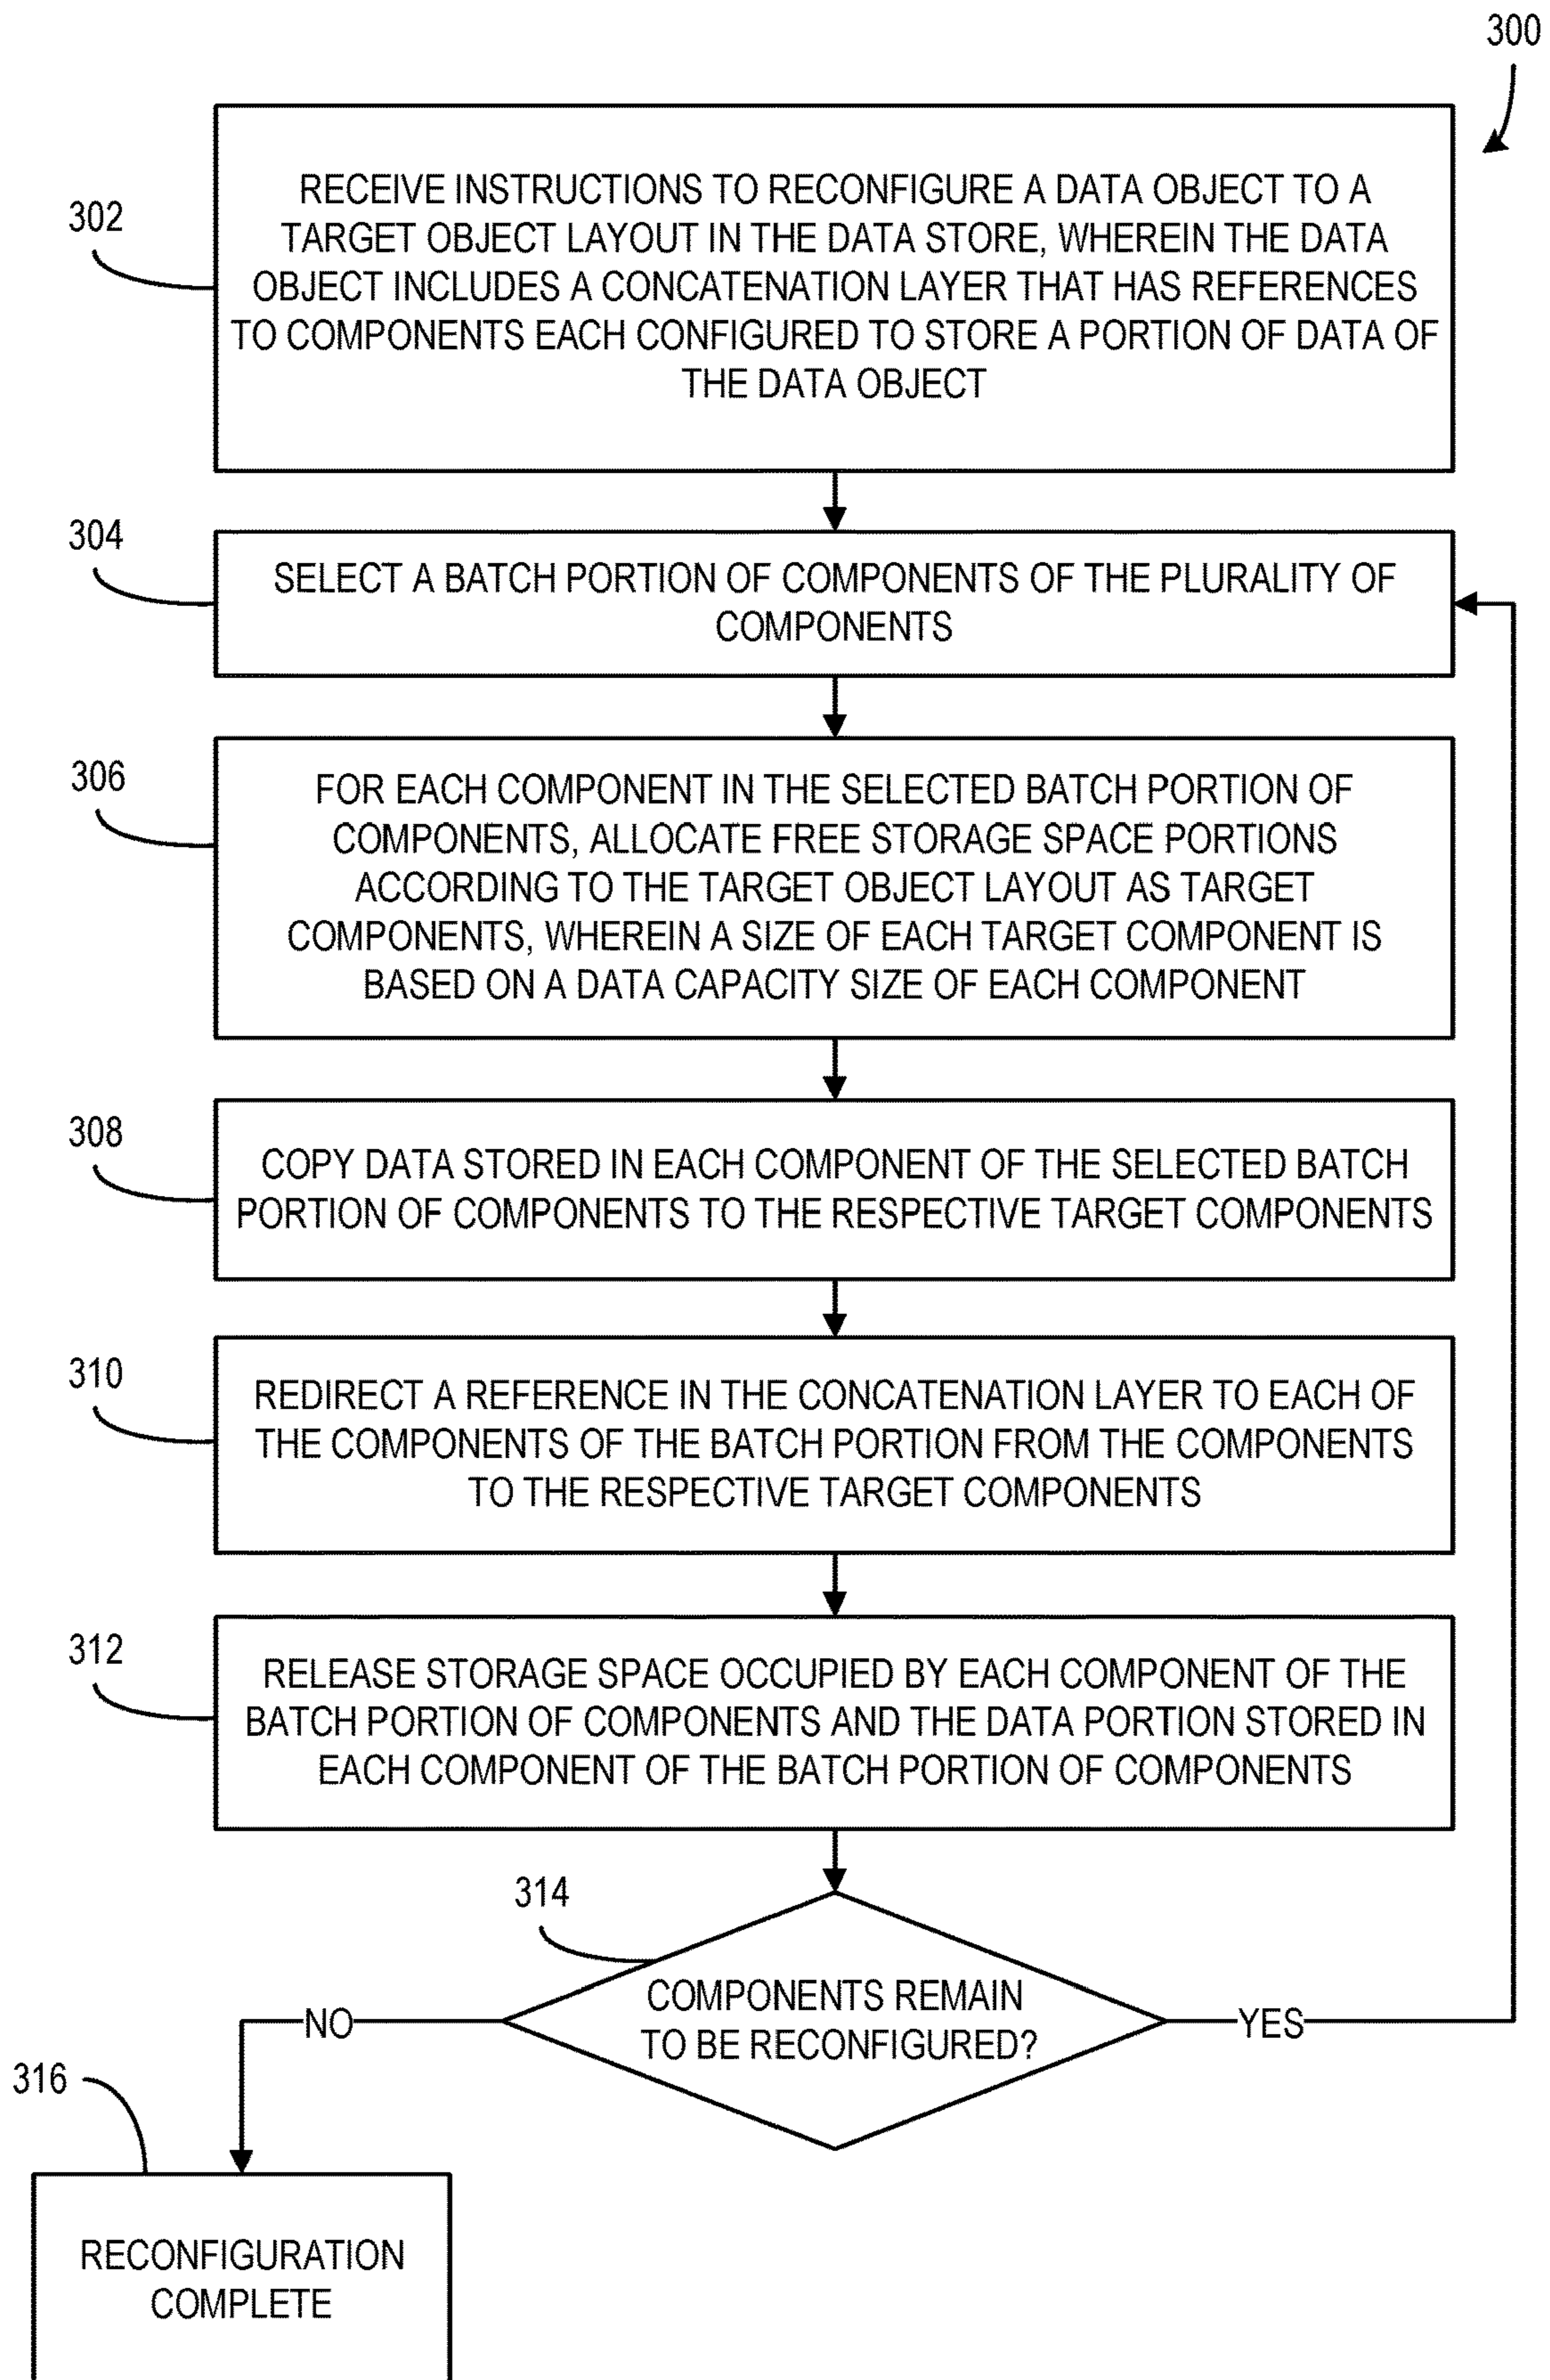 300
302
RECEIVE INSTRUCTIONS TO RECONFIGURE A DATA OBJECT TO A
TARGET OBJECT LAYOUT IN THE DATA STORE, WHEREIN THE DATA
OBJECT INCLUDES A CONCATENATION LAYER THAT HAS REFERENCES
TO COMPONENTS EACH CONFIGURED TO STORE A PORTION OF DATA OF
THE DATA OBJECT
304
SELECT A BATCH PORTION OF COMPONENTS OF THE PLURALITY OF
COMPONENTS
306
FOR EACH COMPONENT IN THE SELECTED BATCH PORTION OF
COMPONENTS, ALLOCATE FREE STORAGE SPACE PORTIONS
ACCORDING TO THE TARGET OBJECT LAYOUT AS TARGET
COMPONENTS, WHEREIN A SIZE OF EACH TARGET COMPONENT IS
BASED ON A DATA CAPACITY SIZE OF EACH COMPONENT
308
COPY DATA STORED IN EACH COMPONENT OF THE SELECTED BATCH
PORTION OF COMPONENTS TO THE RESPECTIVE TARGET COMPONENTS
310
REDIRECT A REFERENCE IN THE CONCATENATION LAYER TO EACH OF
THE COMPONENTS OF THE BATCH PORTION FROM THE COMPONENTS
TO THE RESPECTIVE TARGET COMPONENTS
312
RELEASE STORAGE SPACE OCCUPIED BY EACH COMPONENT OF THE
BATCH PORTION OF COMPONENTS AND THE DATA PORTION STORED IN
EACH COMPONENT OF THE BATCH PORTION OF COMPONENTS
314
COMPONENTS REMAIN
TO BE RECONFIGURED?
NO
YES
316
RECONFIGURATION
COMPLETE